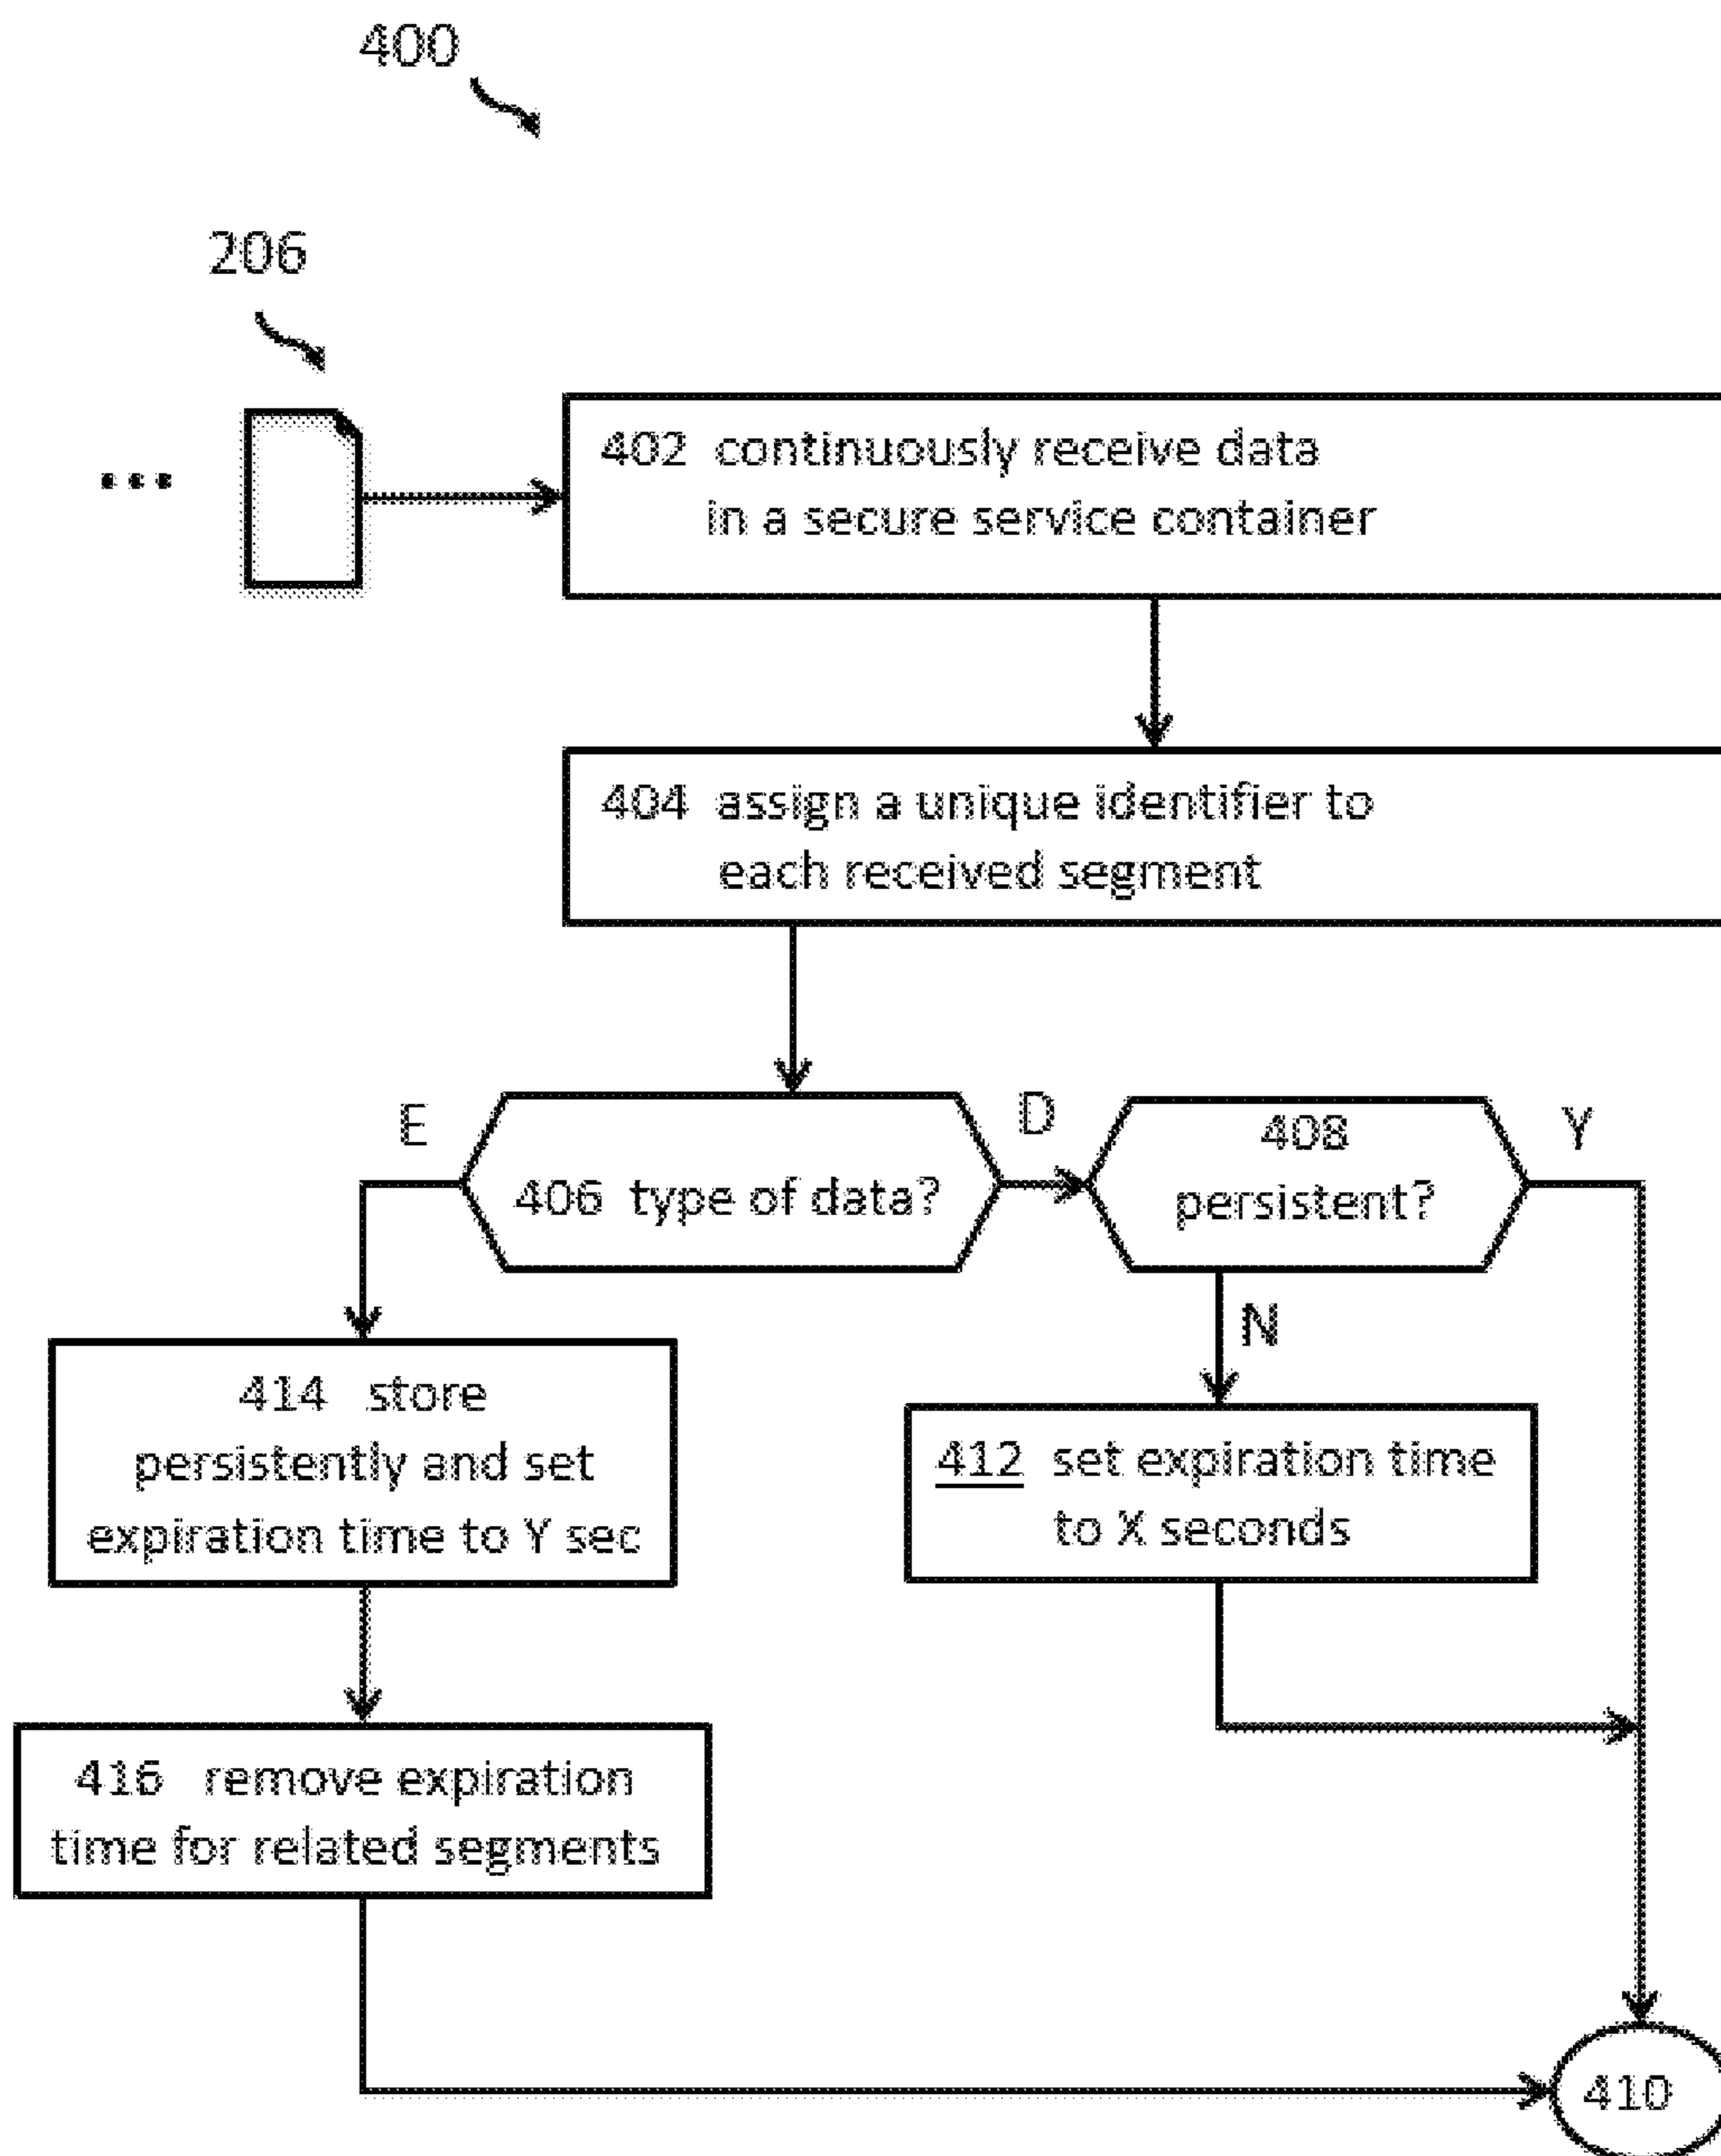 400
206
...
402 continuously receive data
in a secure service container
404 assign a unique identifier to
each received segment
E
406 type of data?
D
408
persistent?
Y
N
414 store
persistently and set
expiration time to Y sec
412 set expiration time
to X seconds
416 remove expiration
time for related segments
410